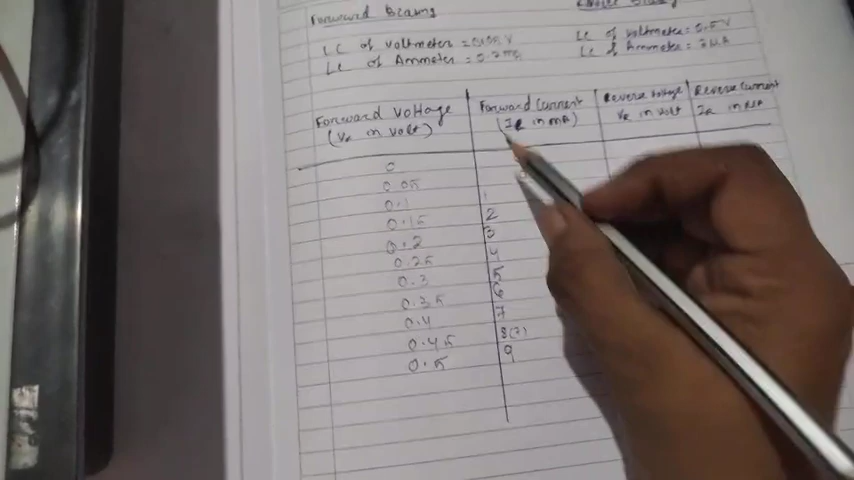 Forward Biasing
LC of voltmeter = 0.05 V
LC of voltmeter = 0.5 V
LC of Ammeter = 0.2
LC of Ammeter = 2 μA
Forward Voltage
(VF in volt)
Forward Current
(IF in mA)
Reverse Voltage
VR in volt
Reverse Current
IR in μA
0
0.05
0.1 1
0.15 2
0.2 3
0.25 4
0.3 5
0.35 6
0.4 7
0.45 8(7)
0.5 9